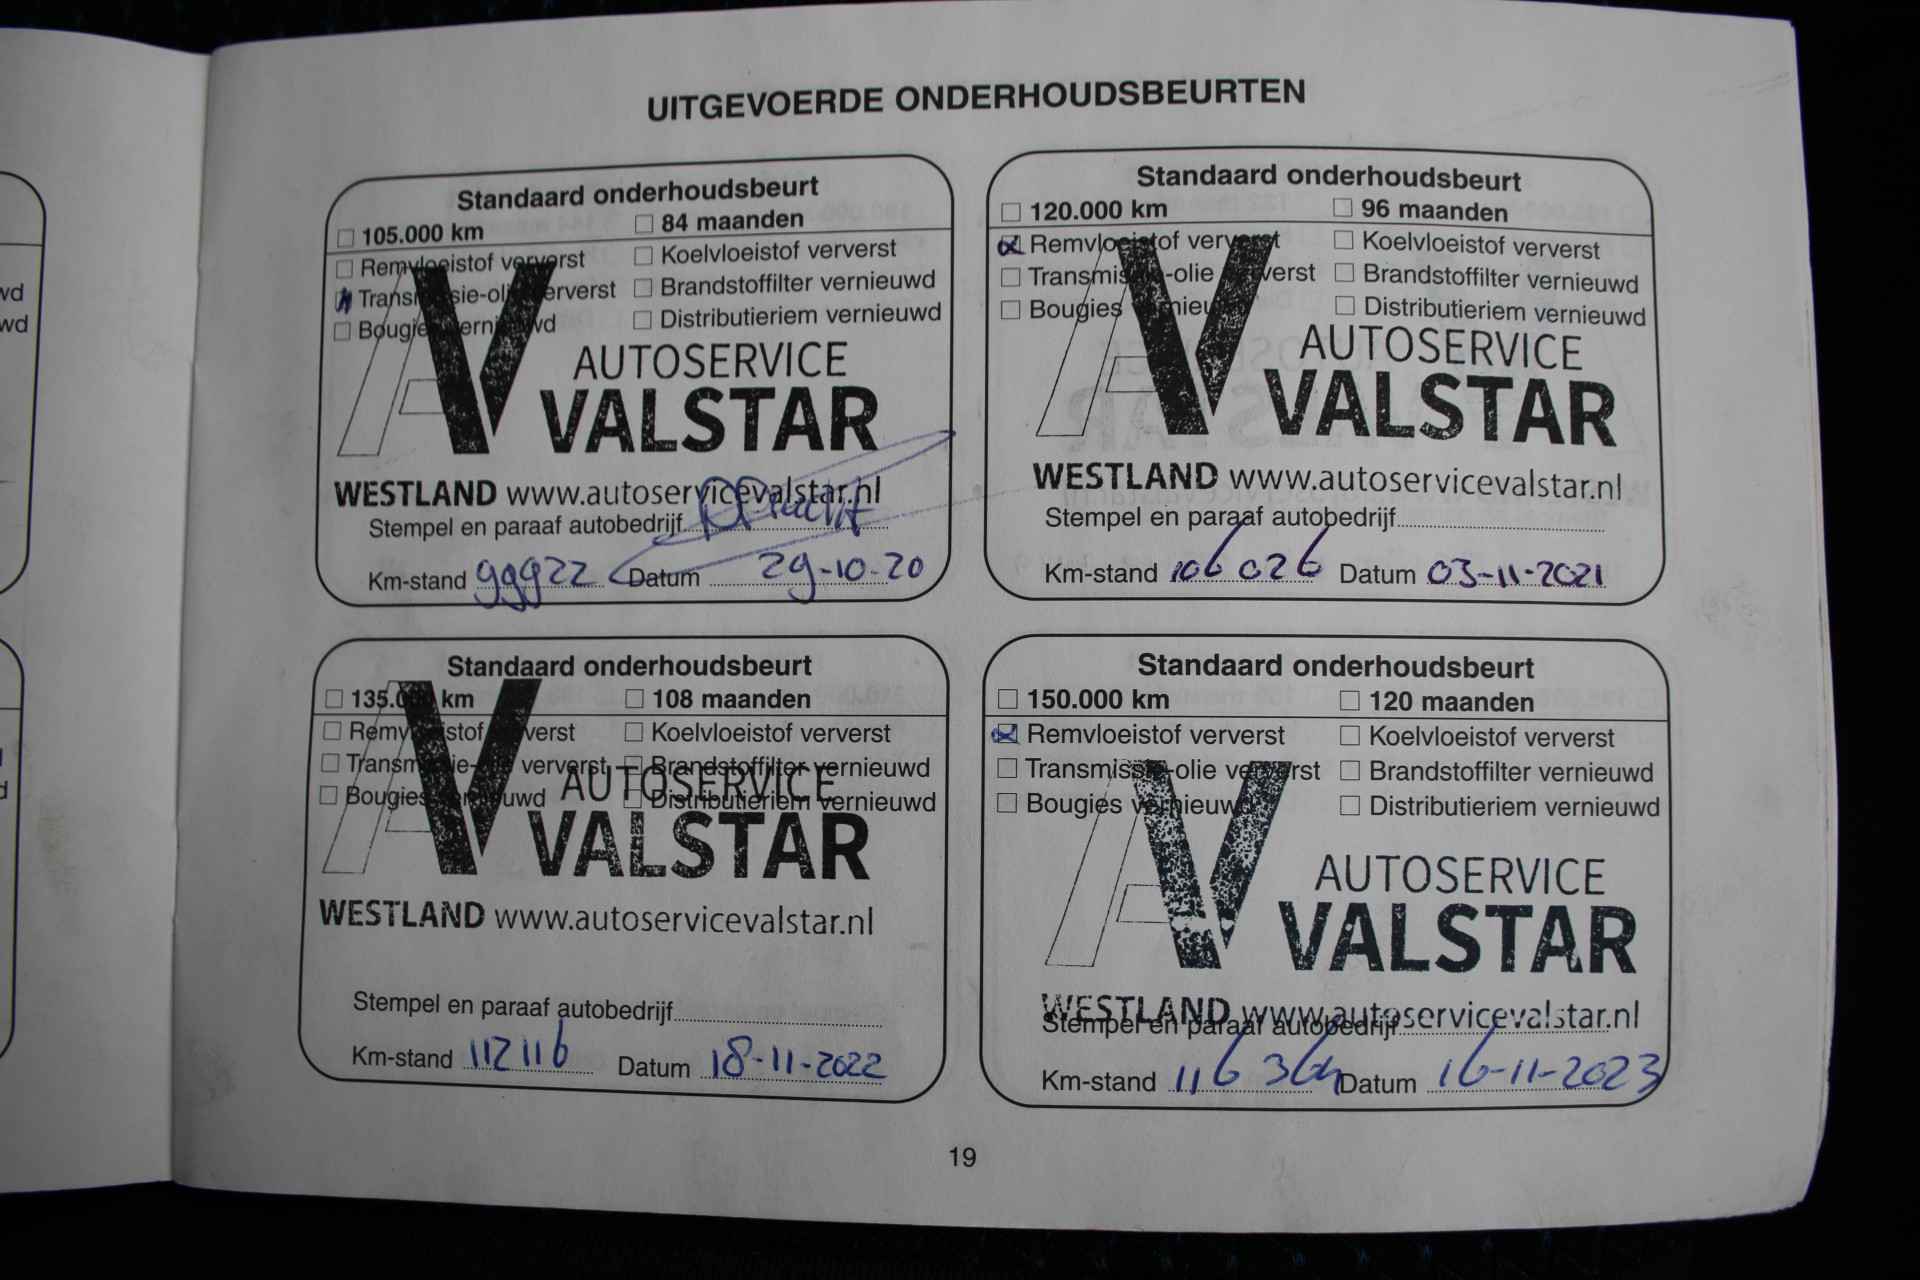 UITGEVOERDE ONDERHOUDSBEURTEN
Standaard onderhoudsbeurt
105.000 km 84 maanden
Remvloeistof ververst Koelvloeistof ververst
Transmissie-olie ververst Brandstoffilter vernieuwd
Bougies vernieuwd Distributieriem vernieuwd
AV AUTOSERVICE
VALSTAR
WESTLAND www.autoservicevalstar.nl
Stempel en paraaf autobedrijf
Km-stand 99922 Datum 29-10-20
Standaard onderhoudsbeurt
120.000 km 96 maanden
Remvloeistof ververst Koelvloeistof ververst
Transmissie-olie ververst Brandstoffilter vernieuwd
Bougies vernieuwd Distributieriem vernieuwd
AV AUTOSERVICE
VALSTAR
WESTLAND www.autoservicevalstar.nl
Stempel en paraaf autobedrijf
Km-stand 106026 Datum 03-11-2021
Standaard onderhoudsbeurt
135.000 km 108 maanden
Remvloeistof ververst Koelvloeistof ververst
Transmissie-olie ververst Brandstoffilter vernieuwd
Bougies vernieuwd Distributieriem vernieuwd
AV AUTOSERVICE
VALSTAR
WESTLAND www.autoservicevalstar.nl
Stempel en paraaf autobedrijf
Km-stand 112116 Datum 18-11-2022
Standaard onderhoudsbeurt
150.000 km 120 maanden
Remvloeistof ververst Koelvloeistof ververst
Transmissie-olie ververst Brandstoffilter vernieuwd
Bougies vernieuwd Distributieriem vernieuwd
AV AUTOSERVICE
VALSTAR
WESTLAND www.autoservicevalstar.nl
Stempel en paraaf autobedrijf
Km-stand 116364 Datum 16-11-2023
19